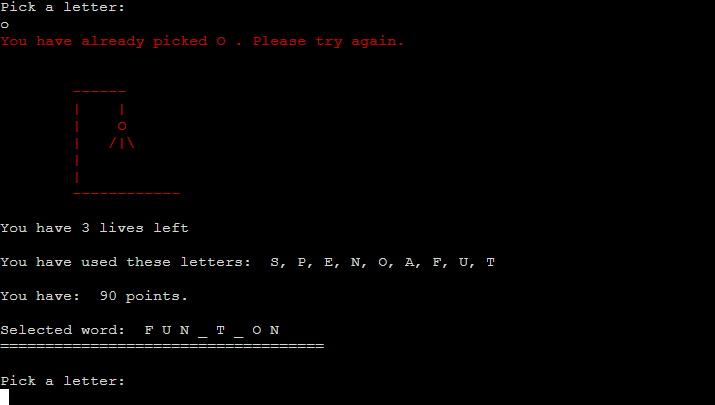 Pick a letter:
o
You have already picked O . Please try again.
You have 3 lives left
You have used these letters:  S, P, E, N, O, A, F, U, T
You have:  90 points.
Selected word:  F U N _ T _ O N
====================================
Pick a letter: